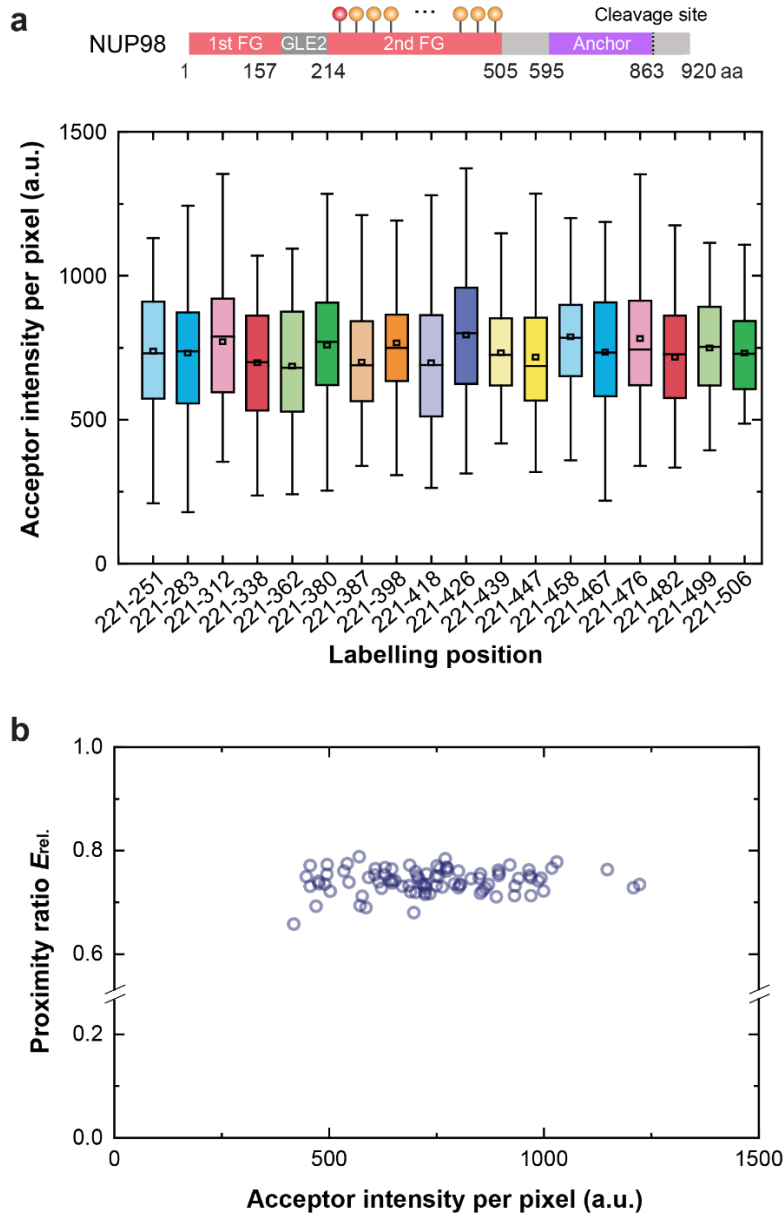 a
... Cleavage site
NUP98 1st FG GLE2 2nd FG Anchor
1 157 214 505 595 863 920 aa
1500
1000
500
0
Acceptor intensity per pixel (a.u.)
221-251 221-283 221-312 221-338 221-362 221-380 221-387 221-398 221-418 221-426 221-439 221-447 221-458 221-467 221-476 221-482 221-499 221-506
Labelling position
b
1.0
0.8
0.6
0.2
0.0
Proximity ratio Erel.
0 500 1000 1500
Acceptor intensity per pixel (a.u.)